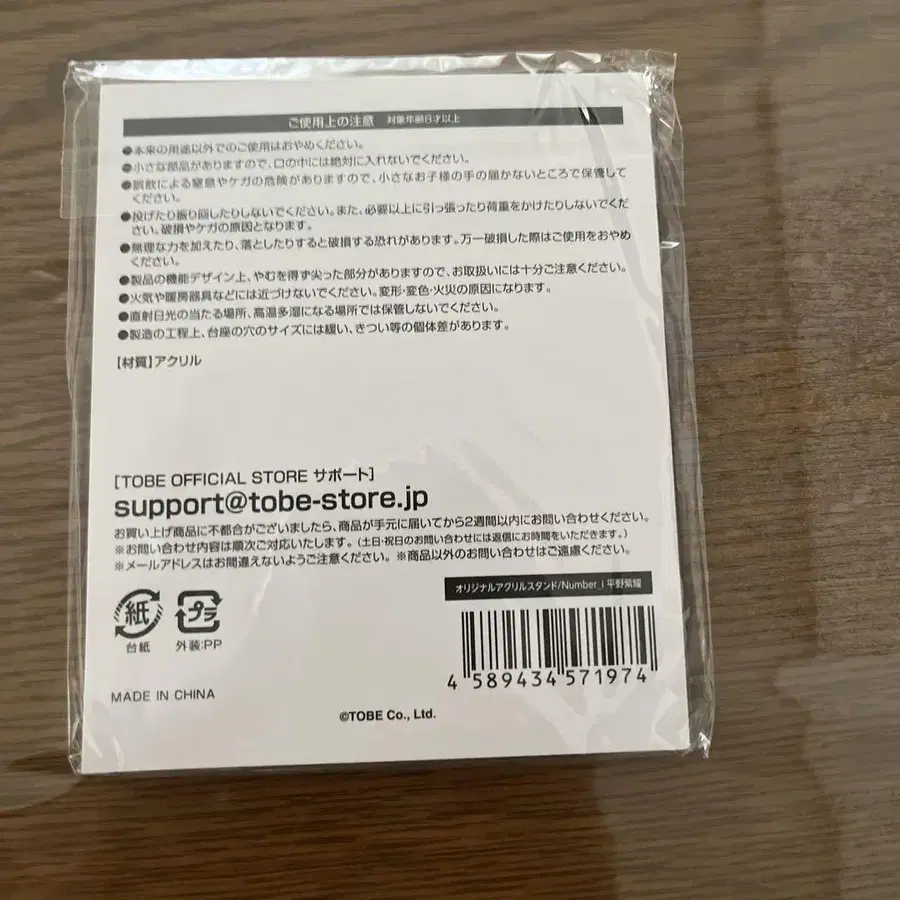 ご使用上の注意 対象年齢8才以上
●本来の用途以外でのご使用はおやめください。
●小さな部品がありますので、口の中には絶対に入れないでください。
●誤飲による窒息やケガの危険がありますので、小さなお子様の手の届かないところで保管して
ください。
●投げたり振り回したりしないでください。また、必要以上に引っ張ったり荷重をかけたりしないでくだ
さい。破損やケガの原因となります。
●無理な力を加えたり、落としたりすると破損する恐れがあります。万一破損した際はご使用をおやめ
ください。
●製品の機能デザイン上、やむを得ず尖った部分がありますので、お取扱いには十分ご注意ください。
●火気や暖房器具などには近づけないでください。変形・変色・火災の原因になります。
●直射日光の当たる場所、高温多湿になる場所では保管しないでください。
●製造の工程上、台座の穴のサイズには緩い、きつい等の個体差があります。
【材質】アクリル
[TOBE OFFICIAL STORE サポート]
support@tobe-store.jp
お買い上げ商品に不都合がございましたら、商品が手元に届いてから2週間以内にお問い合わせください。
※お問い合わせ内容は順次ご対応いたします。(土日・祝日のお問い合わせには返信にお時間をいただきます。)
※メールアドレスはお間違えないようご注意ください。※商品以外のお問い合わせはご遠慮ください。
オリジナルアクリルスタンド/Number_i 平野紫耀
紙
プラ
台紙
外装:PP
4 589434 571974
MADE IN CHINA
©TOBE Co., Ltd.